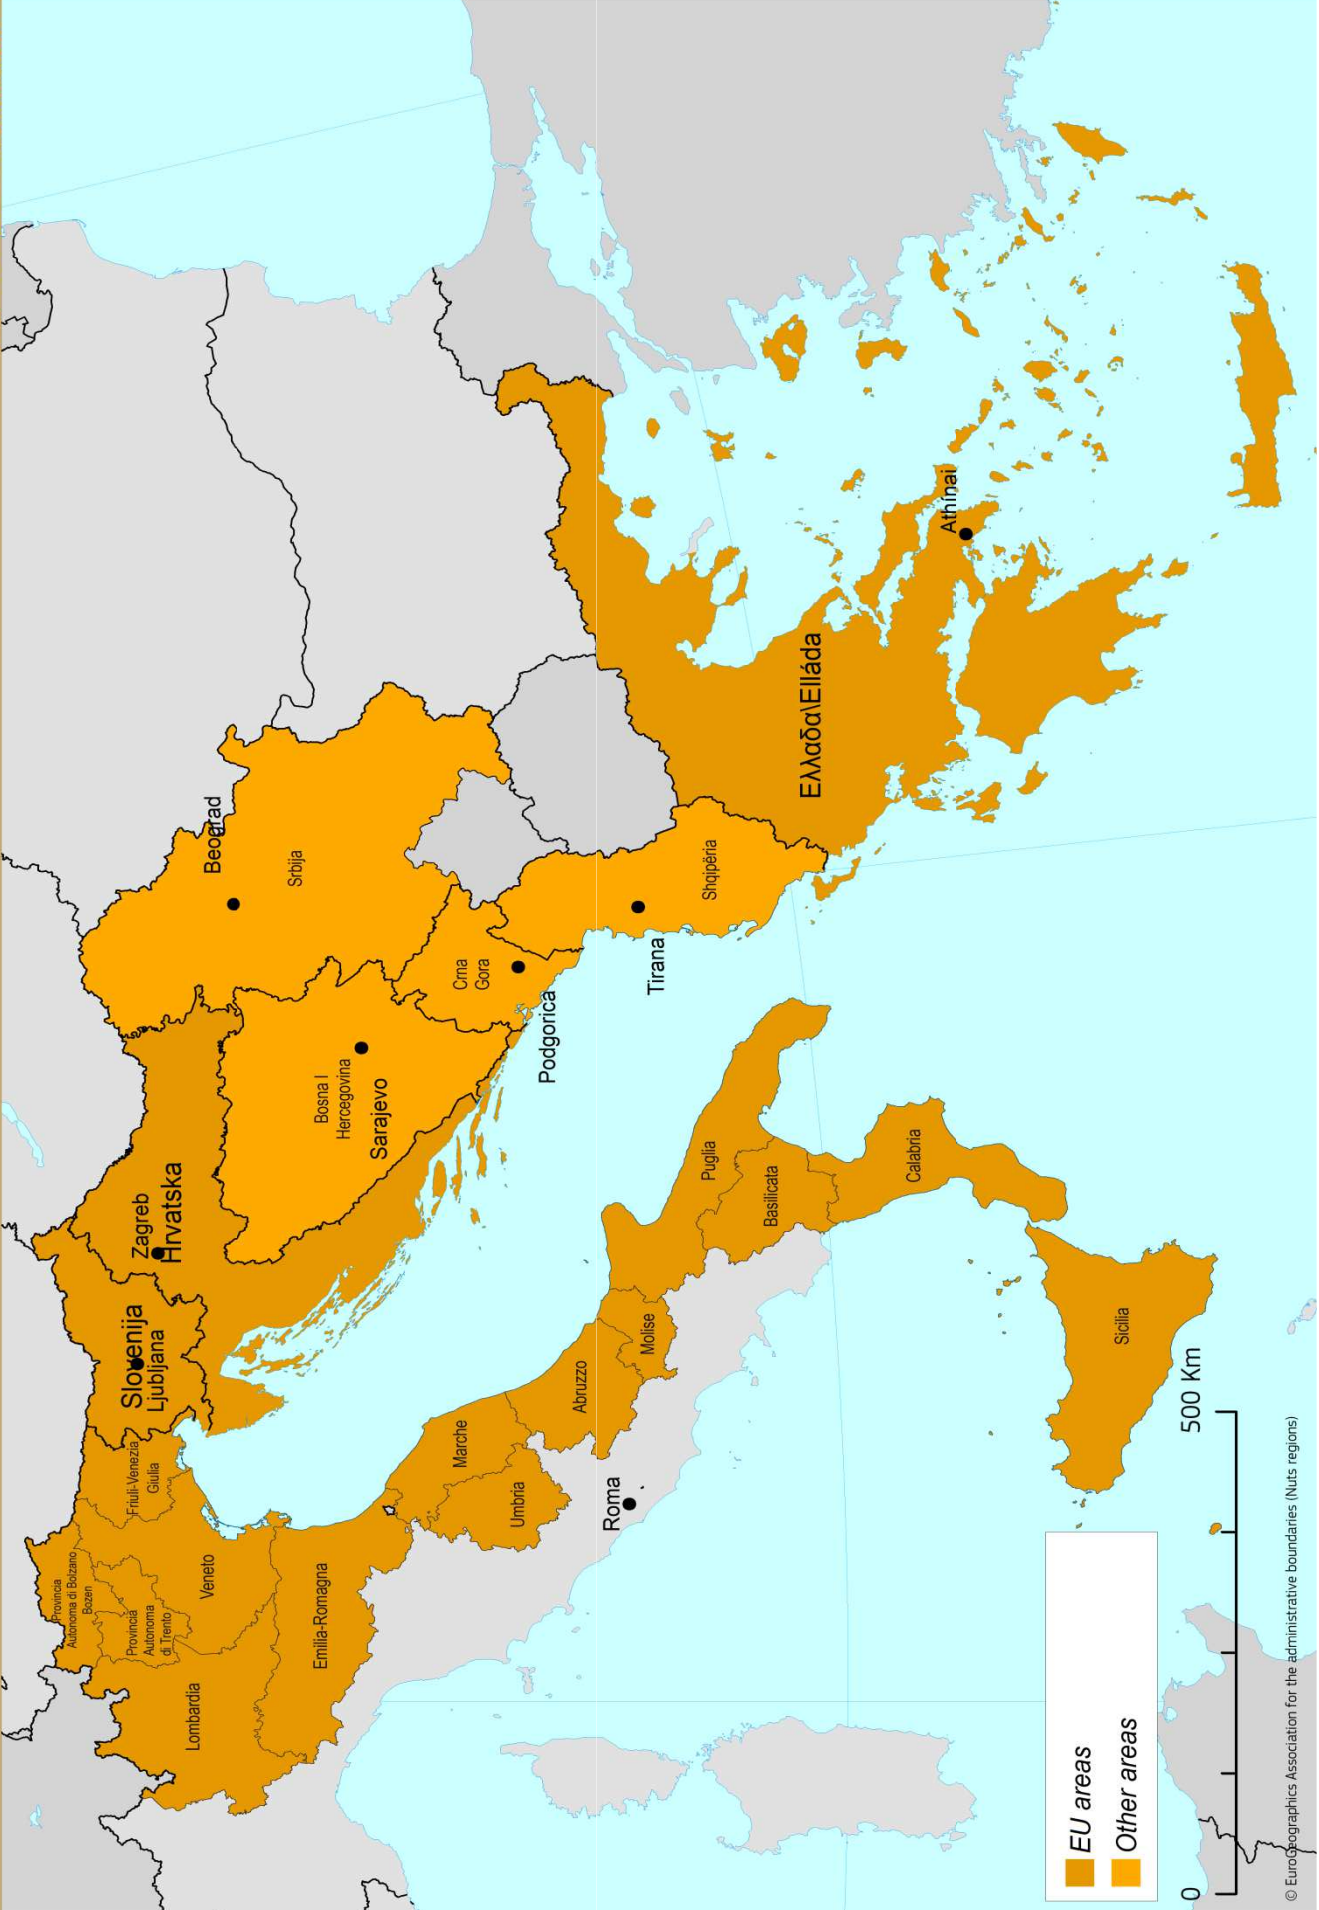 Provincia
Autonoma di Bolzano
Bozen
Provincia
Autonoma
di Trento
Lombardia
Veneto
Friuli-Venezia
Giulia
Emilia-Romagna
Marche
Umbria
Abruzzo
Molise
Roma
Puglia
Basilicata
Calabria
Sicilia
Slovenija
Ljubljana
Zagreb
Hrvatska
Bosna I
Hercegovina
Sarajevo
Beograd
Srbija
Crna
Gora
Podgorica
Tirana
Shqipëria
Ελλαδα\Elláda
Athínai
EU areas
Other areas
0
500 Km
© EuroGeographics Association for the administrative boundaries (Nuts regions)